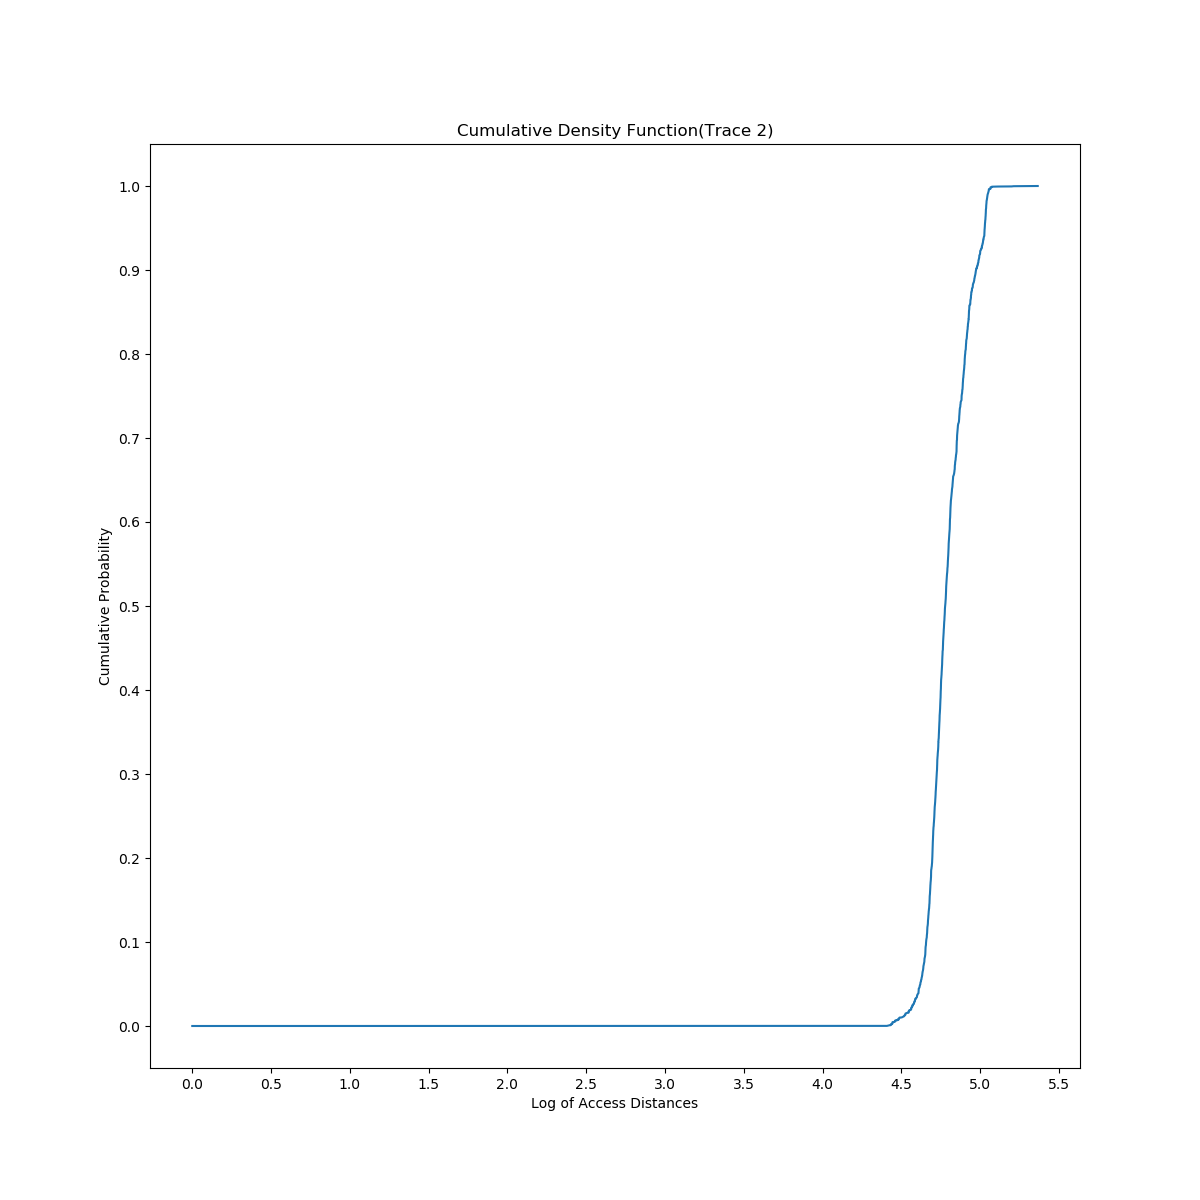 Cumulative Density Function(Trace 2)
1.0
0.9
0.8
0.7
0.6
0.5
0.4
0.3
0.2
0.1
0.0
Cumulative Probability
0.0 0.5 1.0 1.5 2.0 2.5 3.0 3.5 4.0 4.5 5.0 5.5
Log of Access Distances